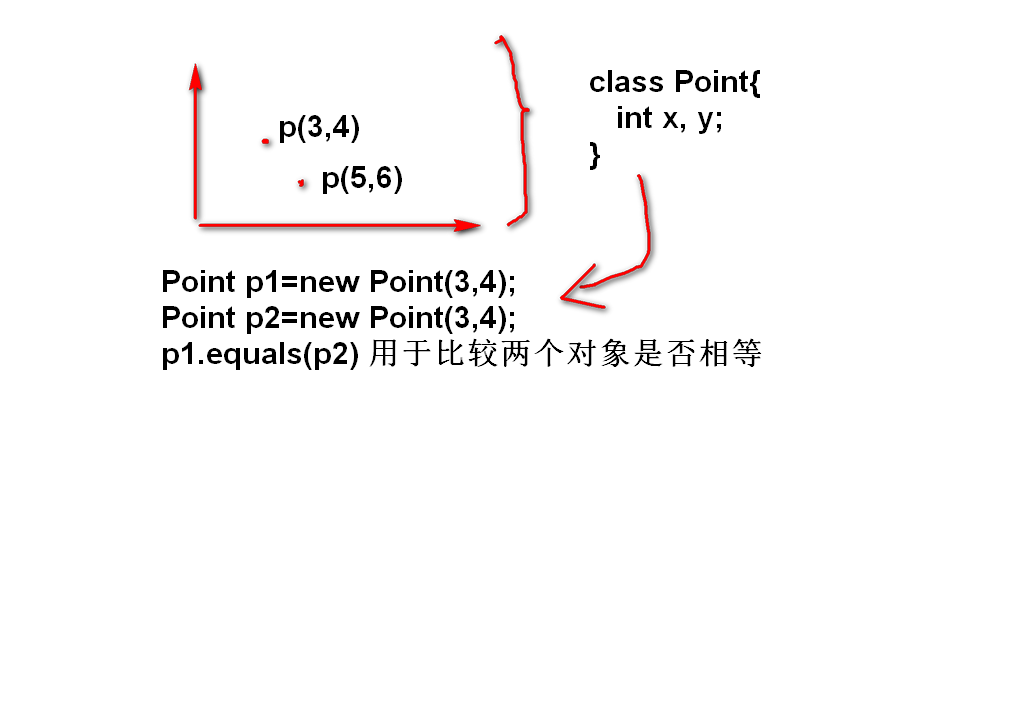 p(3,4)
p(5,6)
class Point{
int x, y;
}
Point p1=new Point(3,4);
Point p2=new Point(3,4);
p1.equals(p2) 用于比较两个对象是否相等